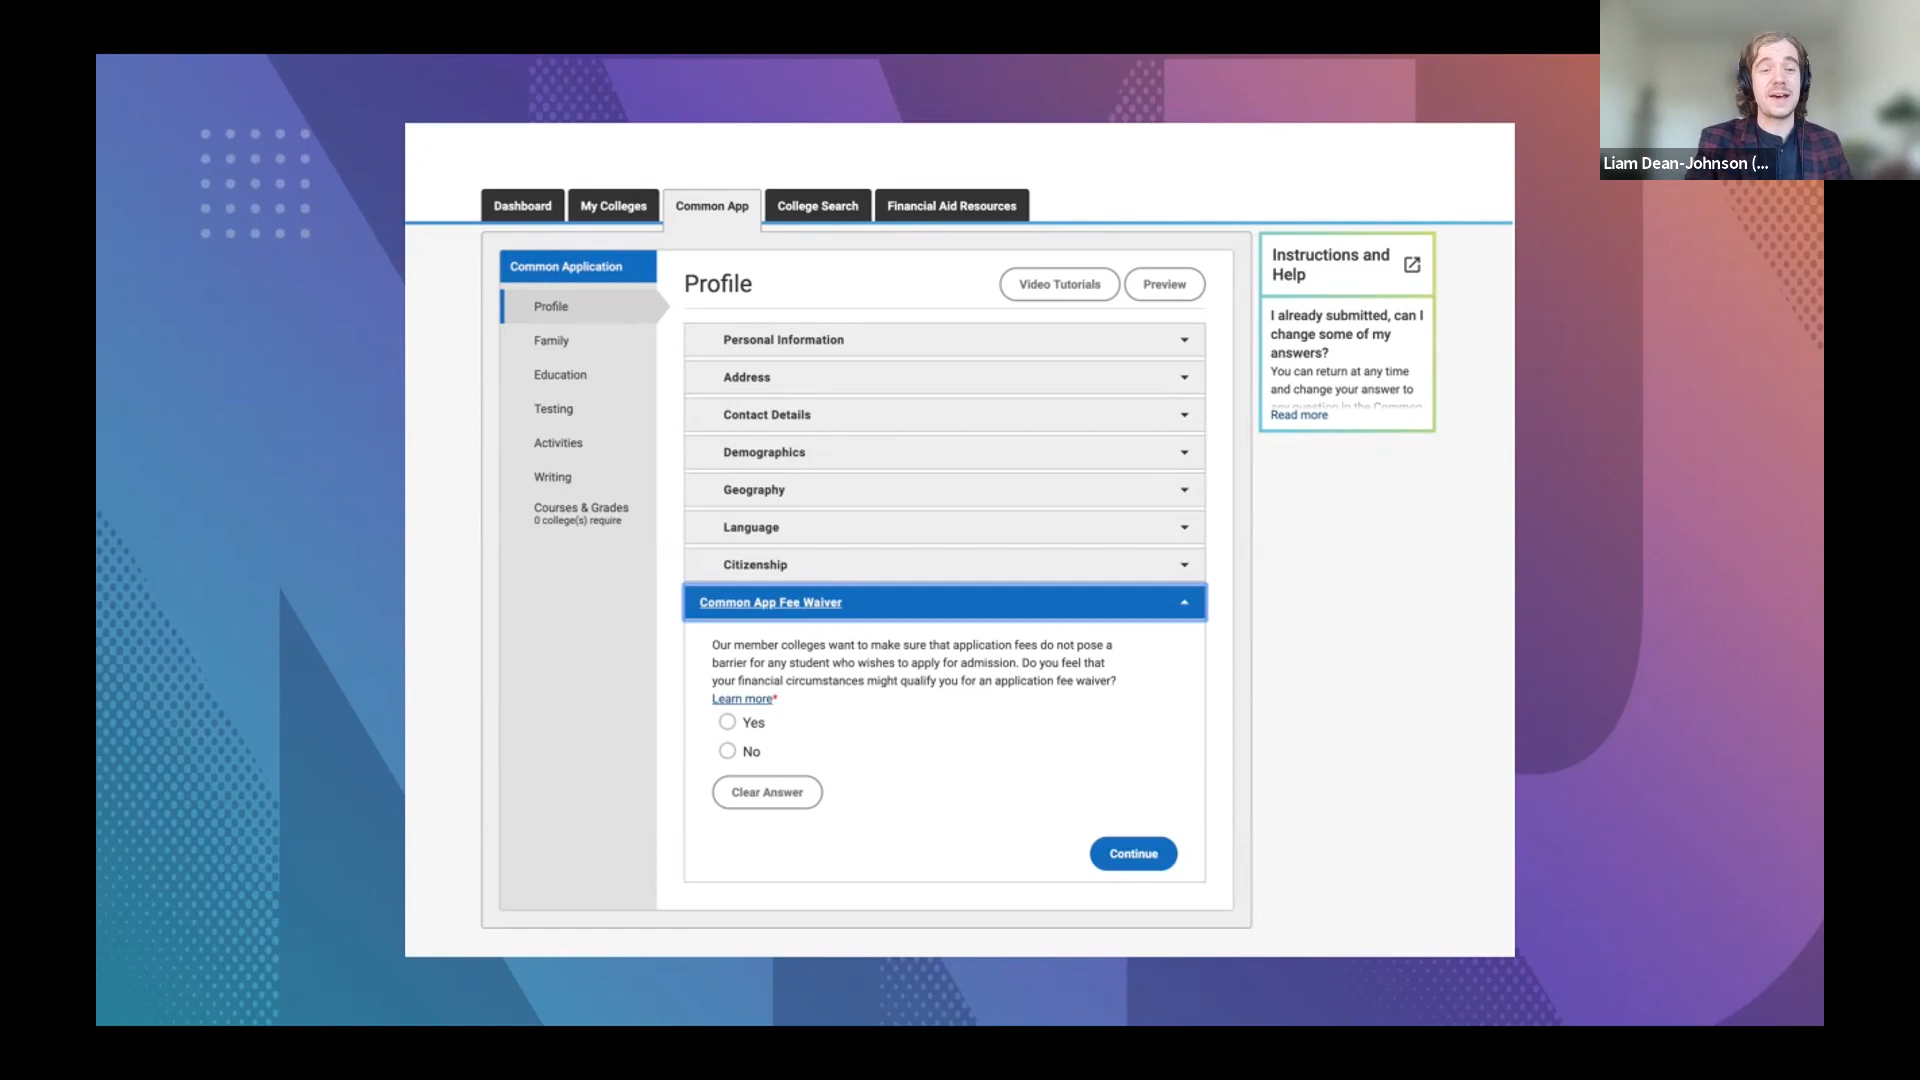 Liam Dean-Johnson (...
Dashboard
My Colleges
Common App
College Search
Financial Aid Resources
Common Application
Profile
Family
Education
Testing
Activities
Writing
Courses & Grades
0 college(s) require
Profile
Video Tutorials
Preview
Personal Information
Address
Contact Details
Demographics
Geography
Language
Citizenship
Common App Fee Waiver
Our member colleges want to make sure that application fees do not pose a
barrier for any student who wishes to apply for admission. Do you feel that
your financial circumstances might qualify you for an application fee waiver?
Learn more*
Yes
No
Clear Answer
Continue
Instructions and
Help
I already submitted, can I
change some of my
answers?
You can return at any time
and change your answer to
any question in the Common
Read more